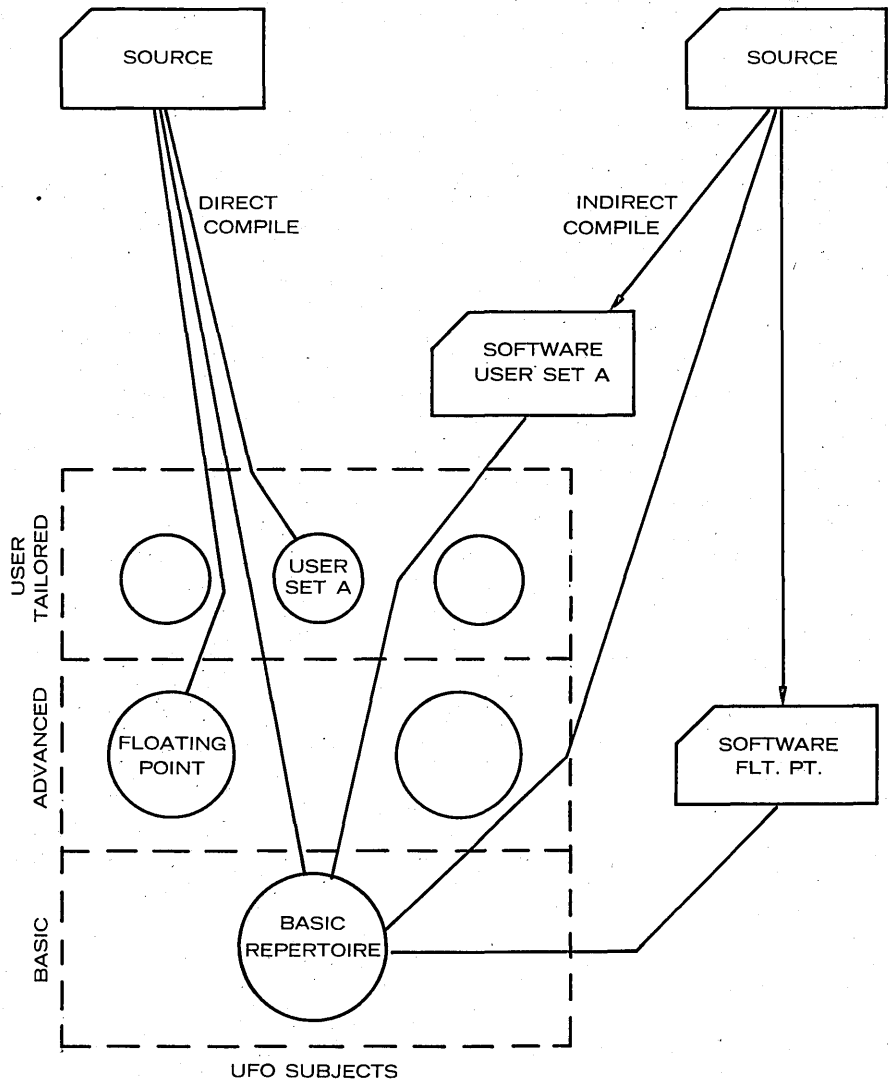 SOURCE
SOURCE
DIRECT
COMPILE
INDIRECT
COMPILE
SOFTWARE
USER SET A
USER
TAILORED
USER
SET A
ADVANCED
FLOATING
POINT
SOFTWARE
FLT. PT.
BASIC
BASIC
REPERTOIRE
UFO SUBJECTS